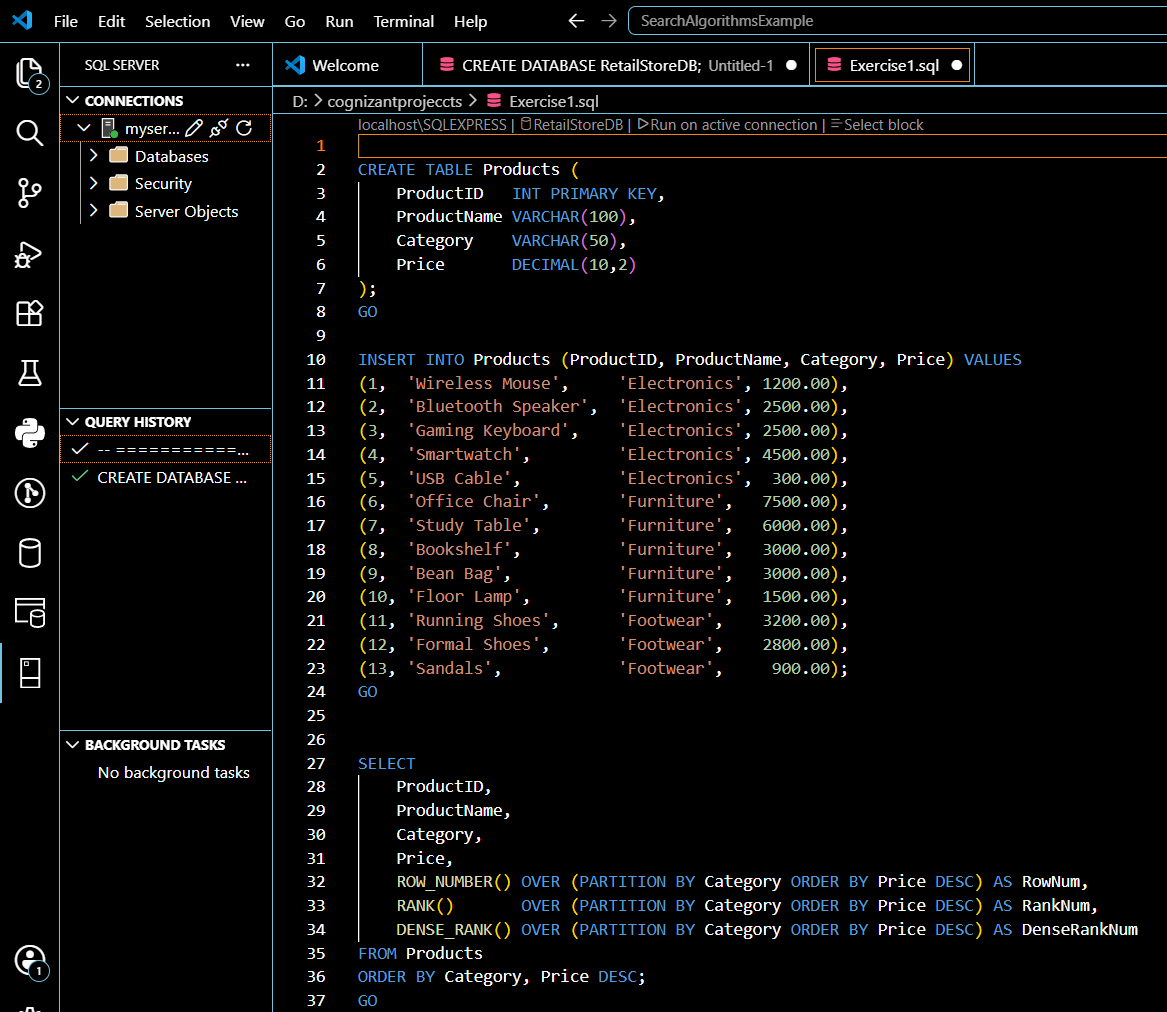 File Edit Selection View Go Run Terminal Help SearchAlgorithmsExample
SQL SERVER ...
Welcome
CREATE DATABASE RetailStoreDB; Untitled-1
Exercise1.sql
D: > cognizantprojeccts > Exercise1.sql
2
CONNECTIONS
myser...
Databases
Security
Server Objects
QUERY HISTORY
-- ===========...
CREATE DATABASE ...
BACKGROUND TASKS
No background tasks
1
localhost\SQLEXPRESS | RetailStoreDB | Run on active connection | Select block
1
2 CREATE TABLE Products (
3 ProductID INT PRIMARY KEY,
4 ProductName VARCHAR(100),
5 Category VARCHAR(50),
6 Price DECIMAL(10,2)
7 );
8 GO
9
10 INSERT INTO Products (ProductID, ProductName, Category, Price) VALUES
11 (1, 'Wireless Mouse', 'Electronics', 1200.00),
12 (2, 'Bluetooth Speaker', 'Electronics', 2500.00),
13 (3, 'Gaming Keyboard', 'Electronics', 2500.00),
14 (4, 'Smartwatch', 'Electronics', 4500.00),
15 (5, 'USB Cable', 'Electronics', 300.00),
16 (6, 'Office Chair', 'Furniture', 7500.00),
17 (7, 'Study Table', 'Furniture', 6000.00),
18 (8, 'Bookshelf', 'Furniture', 3000.00),
19 (9, 'Bean Bag', 'Furniture', 3000.00),
20 (10, 'Floor Lamp', 'Furniture', 1500.00),
21 (11, 'Running Shoes', 'Footwear', 3200.00),
22 (12, 'Formal Shoes', 'Footwear', 2800.00),
23 (13, 'Sandals', 'Footwear', 900.00);
24 GO
25
26
27 SELECT
28 ProductID,
29 ProductName,
30 Category,
31 Price,
32 ROW_NUMBER() OVER (PARTITION BY Category ORDER BY Price DESC) AS RowNum,
33 RANK() OVER (PARTITION BY Category ORDER BY Price DESC) AS RankNum,
34 DENSE_RANK() OVER (PARTITION BY Category ORDER BY Price DESC) AS DenseRankNum
35 FROM Products
36 ORDER BY Category, Price DESC;
37 GO